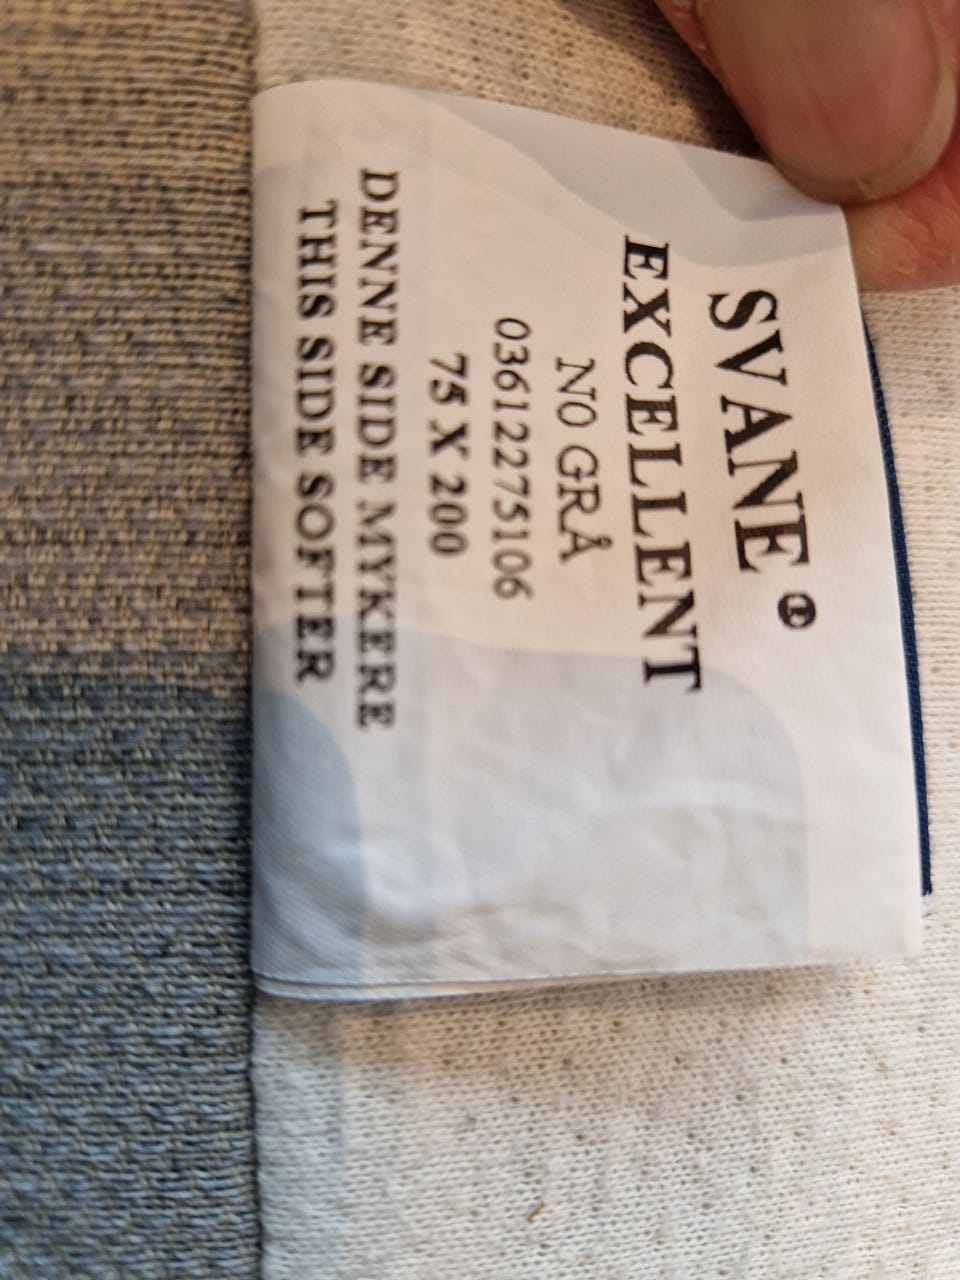 SVANE ®
EXCELLENT
NO GRÅ
03612275106
75 X 200
DENNE SIDE MYKERE
THIS SIDE SOFTER